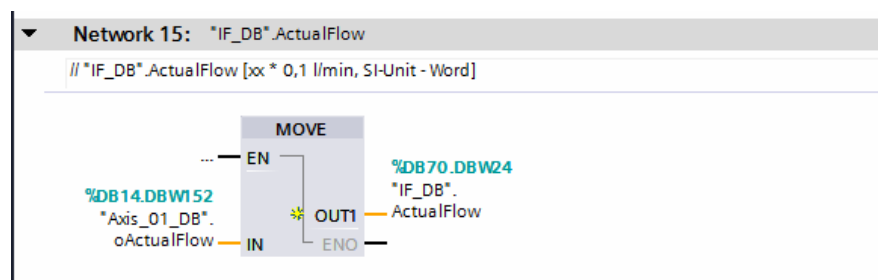 Network 15: "IF_DB".ActualFlow
// "IF_DB".ActualFlow [xx * 0,1 l/min, SI-Unit - Word]
MOVE
... EN
%DB70.DBW24
"IF_DB".
%DB14.DBW152
"Axis_01_DB".
OUT1 ActualFlow
oActualFlow IN
ENO